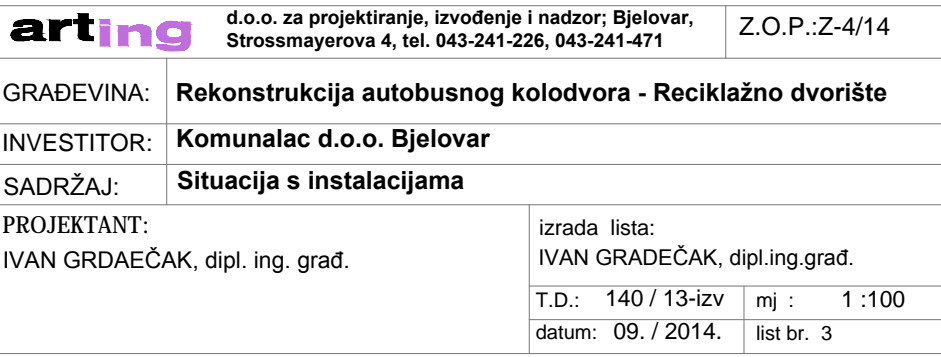 arting
d.o.o. za projektiranje, izvođenje i nadzor; Bjelovar,
Strossmayerova 4, tel. 043-241-226, 043-241-471
Z.O.P.:Z-4/14
GRAĐEVINA: Rekonstrukcija autobusnog kolodvora - Reciklažno dvorište
INVESTITOR: Komunalac d.o.o. Bjelovar
SADRŽAJ: Situacija s instalacijama
PROJEKTANT:
IVAN GRDAEČAK, dipl. ing. građ.
izrada lista:
IVAN GRADEČAK, dipl.ing.građ.
T.D.: 140 / 13-izv mj : 1 :100
datum: 09. / 2014. list br. 3